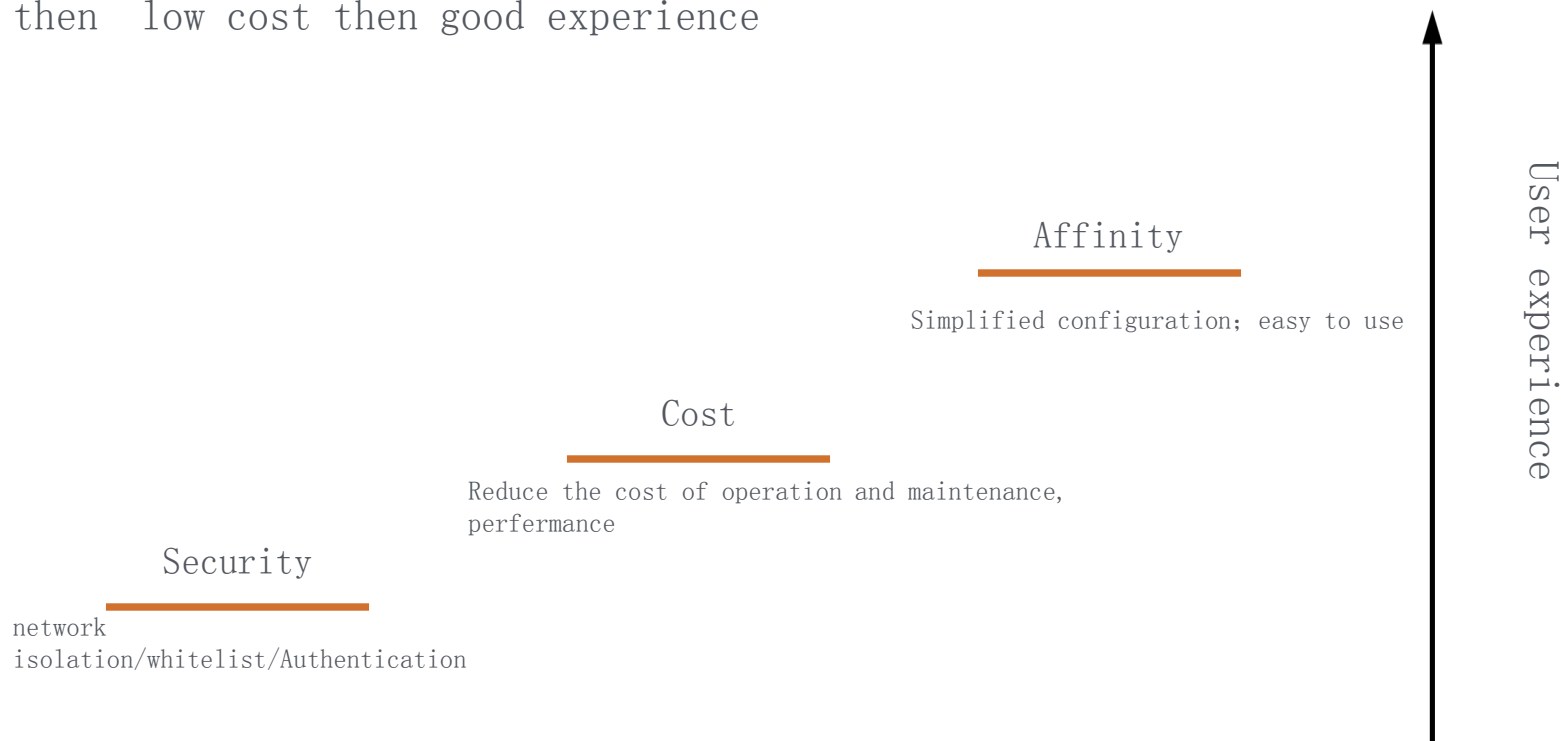 then  low cost then good experience
User experience
Affinity
Simplified configuration; easy to use
Cost
Reduce the cost of operation and maintenance,
perfermance
Security
network
isolation/whitelist/Authentication